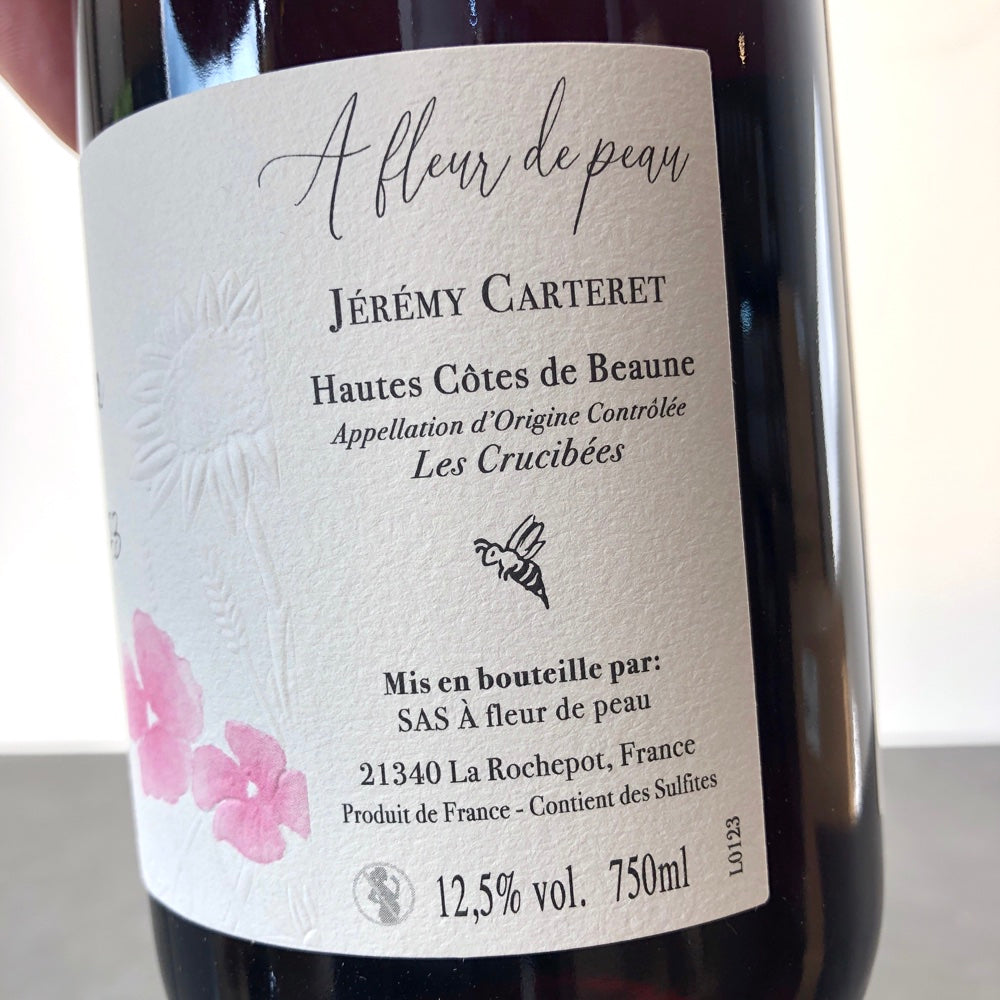 A fleur de peau
JÉRÉMY CARTERET
Hautes Côtes de Beaune
Appellation d'Origine Contrôlée
Les Crucibées
Mis en bouteille par:
SAS À fleur de peau
21340 La Rochepot, France
Produit de France - Contient des Sulfites
12,5% vol. 750ml
L0123